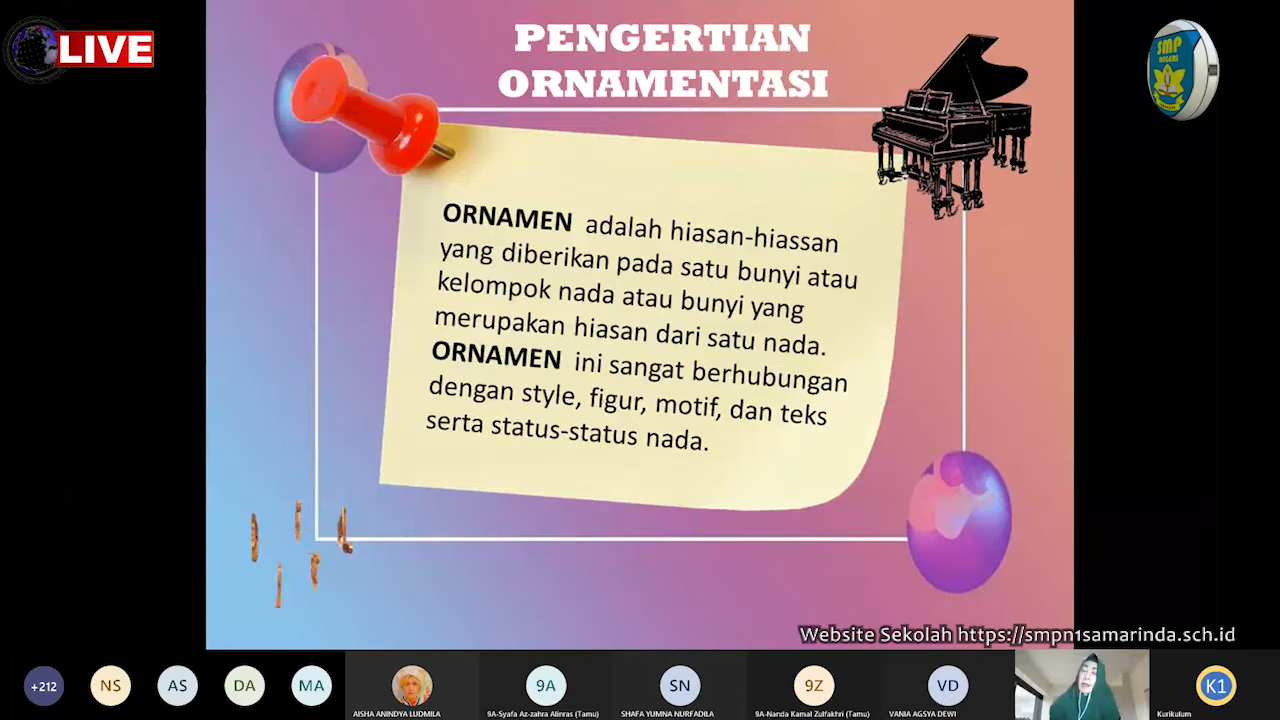 LIVE
PENGERTIAN
ORNAMENTASI
SMP
NEGERI
ORNAMEN adalah hiasan-hiassan
yang diberikan pada satu bunyi atau
kelompok nada atau bunyi yang
merupakan hiasan dari satu nada.
ORNAMEN ini sangat berhubungan
dengan style, figur, motif, dan teks
serta status-status nada.
Website Sekolah https://smpn1samarinda.sch.id
+212
NS
AS
DA
MA
AISHA ANINDYA LUDMILA
9A
9A-Syafa Az-zahra Alinras (Tamu)
SN
SHAFA YUMNA NURFADILA
9Z
9A-Nanda Kamal Zulfakhri (Tamu)
VD
VANIA AGSYA DEWI
K1
Kurikulum